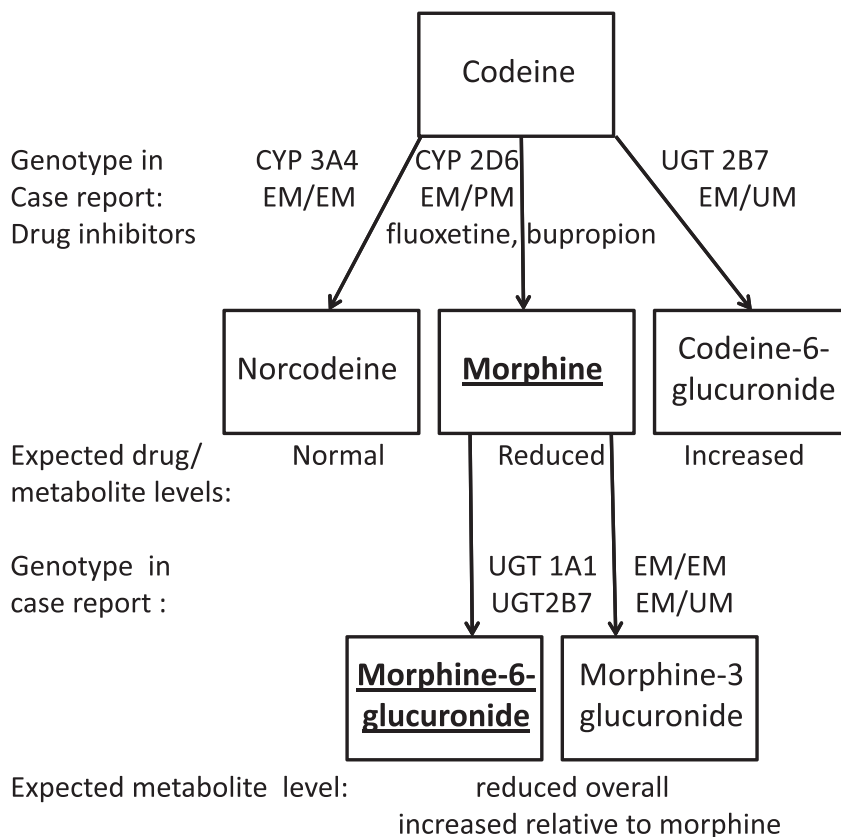 Codeine
Genotype in CYP 3A4 CYP 2D6 UGT 2B7
Case report: EM/EM EM/PM EM/UM
Drug inhibitors fluoxetine, bupropion
Norcodeine Morphine Codeine-6-
glucuronide
Expected drug/ Normal Reduced Increased
metabolite levels:
Genotype in UGT 1A1 EM/EM
case report : UGT2B7 EM/UM
Morphine-6- Morphine-3
glucuronide glucuronide
Expected metabolite level: reduced overall
increased relative to morphine